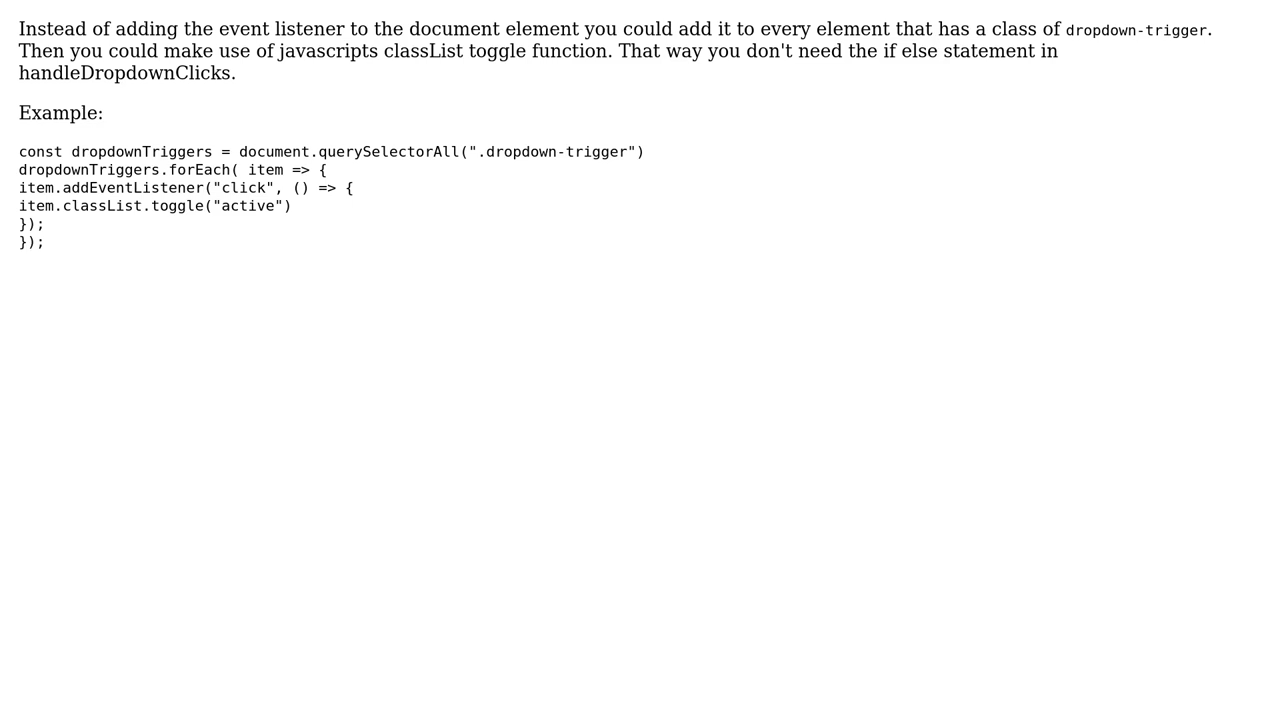 Instead of adding the event listener to the document element you could add it to every element that has a class of dropdown-trigger.
Then you could make use of javascripts classList toggle function. That way you don't need the if else statement in
handleDropdownClicks.
Example:
const dropdownTriggers = document.querySelectorAll(".dropdown-trigger")
dropdownTriggers.forEach( item => {
item.addEventListener("click", () => {
item.classList.toggle("active")
});
});